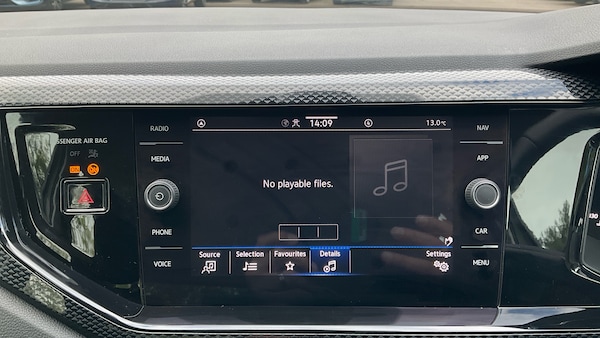 RADIO
14:09
13.0°C
NAV
PASSENGER AIR BAG
OFF
MEDIA
APP
No playable files.
PHONE
CAR
VOICE
Source
Selection
Favourites
Details
Settings
MENU